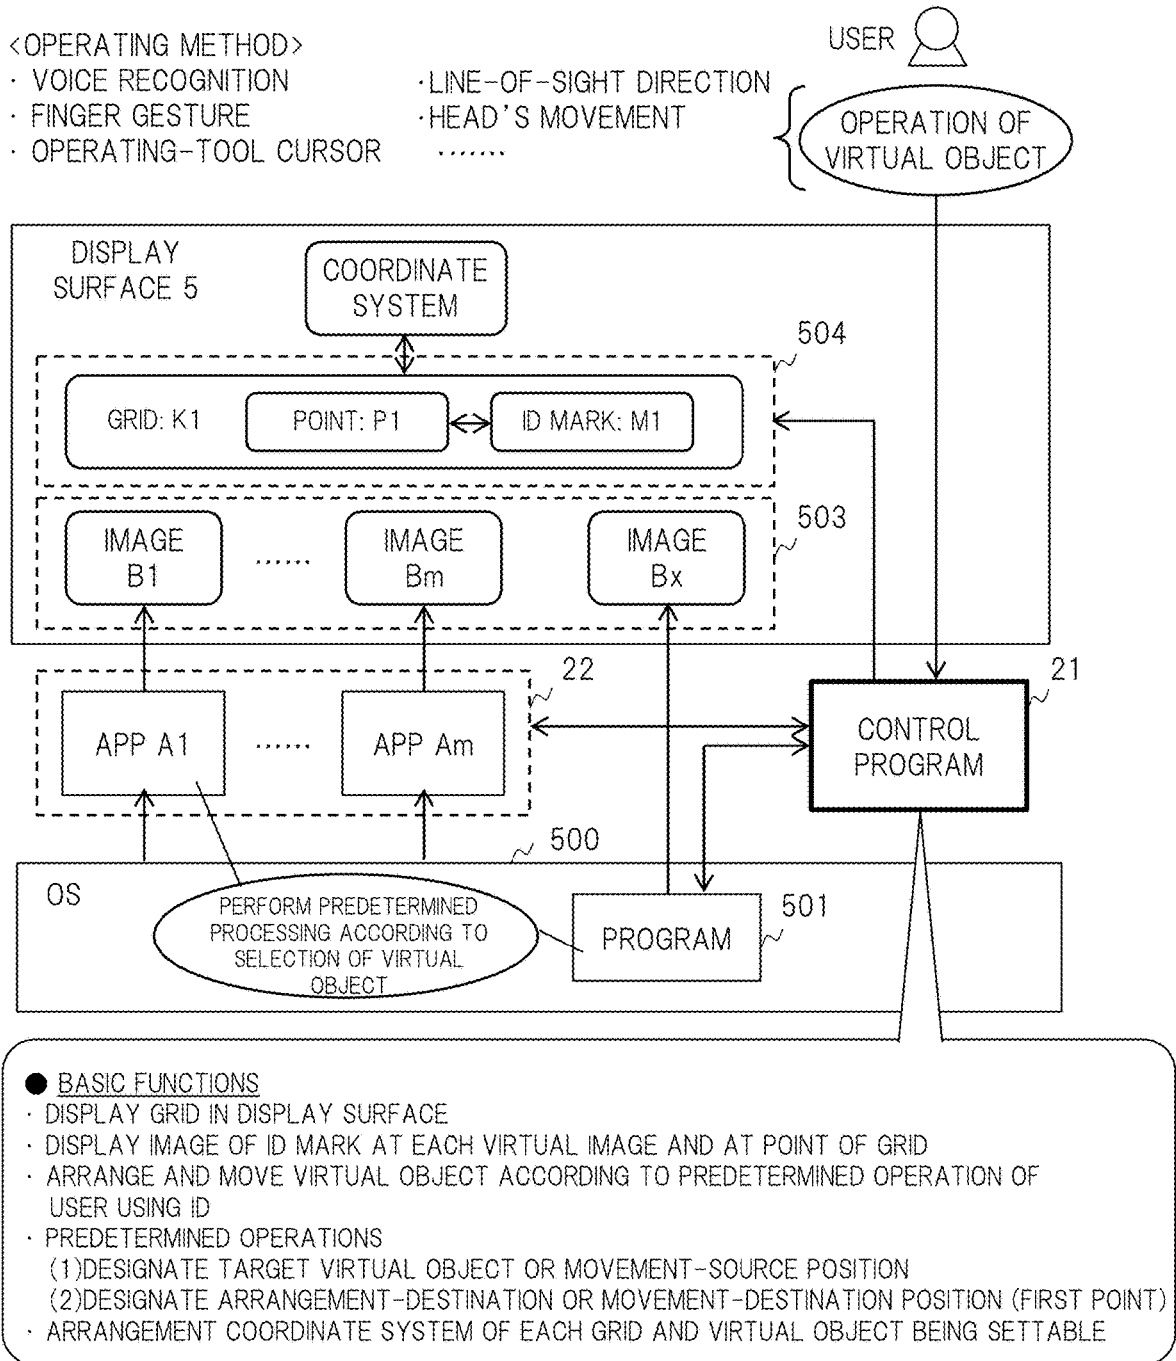 <OPERATING METHOD>
· VOICE RECOGNITION
· FINGER GESTURE
· OPERATING-TOOL CURSOR
·LINE-OF-SIGHT DIRECTION
·HEAD'S MOVEMENT
·······
USER
OPERATION OF
VIRTUAL OBJECT
DISPLAY
SURFACE 5
COORDINATE
SYSTEM
504
GRID: K1
POINT: P1
ID MARK: M1
503
IMAGE
B1
······
IMAGE
Bm
IMAGE
Bx
22
21
APP A1
······
APP Am
CONTROL
PROGRAM
500
OS
PERFORM PREDETERMINED
PROCESSING ACCORDING TO
SELECTION OF VIRTUAL
OBJECT
PROGRAM
501
● BASIC FUNCTIONS
· DISPLAY GRID IN DISPLAY SURFACE
· DISPLAY IMAGE OF ID MARK AT EACH VIRTUAL IMAGE AND AT POINT OF GRID
· ARRANGE AND MOVE VIRTUAL OBJECT ACCORDING TO PREDETERMINED OPERATION OF
USER USING ID
· PREDETERMINED OPERATIONS
(1)DESIGNATE TARGET VIRTUAL OBJECT OR MOVEMENT-SOURCE POSITION
(2)DESIGNATE ARRANGEMENT-DESTINATION OR MOVEMENT-DESTINATION POSITION (FIRST POINT)
· ARRANGEMENT COORDINATE SYSTEM OF EACH GRID AND VIRTUAL OBJECT BEING SETTABLE